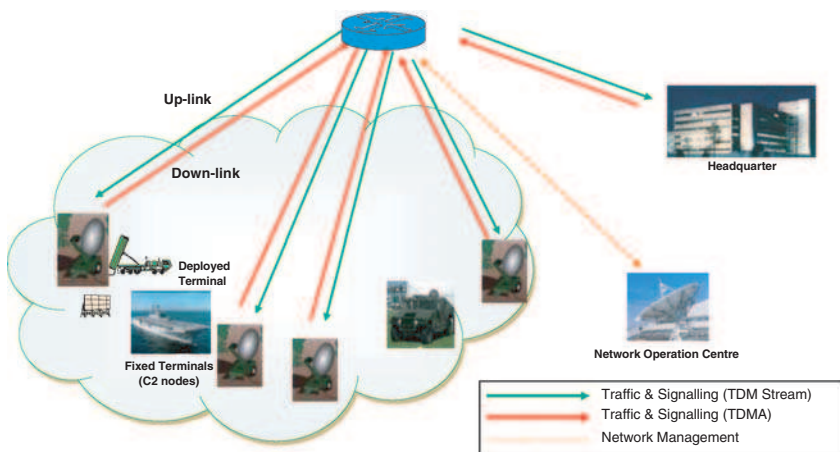 Up-link
Down-link
Headquarter
Deployed
Terminal
Fixed Terminals
(C2 nodes)
Network Operation Centre
Traffic & Signalling (TDM Stream)
Traffic & Signalling (TDMA)
Network Management